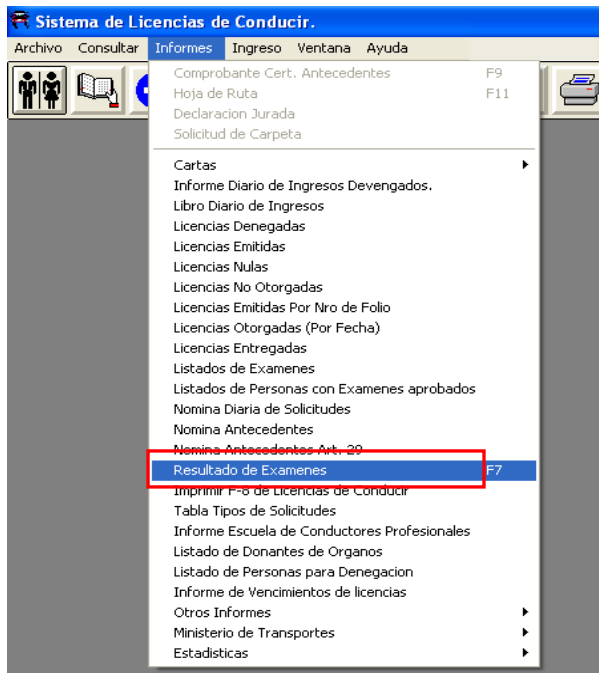 Sistema de Licencias de Conducir.
Archivo Consultar Informes Ingreso Ventana Ayuda
Comprobante Cert. Antecedentes F9
Hoja de Ruta F11
Declaracion Jurada
Solicitud de Carpeta
Cartas
Informe Diario de Ingresos Devengados.
Libro Diario de Ingresos
Licencias Denegadas
Licencias Emitidas
Licencias Nulas
Licencias No Otorgadas
Licencias Emitidas Por Nro de Folio
Licencias Otorgadas (Por Fecha)
Licencias Entregadas
Listados de Examenes
Listados de Personas con Examenes aprobados
Nomina Diaria de Solicitudes
Nomina Antecedentes
Nomina Antecedentes Art. 29
Resultado de Examenes F7
Imprimir F-8 de Licencias de Conducir
Tabla Tipos de Solicitudes
Informe Escuela de Conductores Profesionales
Listado de Donantes de Organos
Listado de Personas para Denegacion
Informe de Vencimientos de licencias
Otros Informes
Ministerio de Transportes
Estadisticas